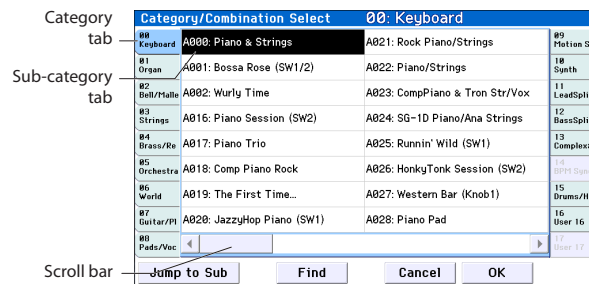 Category tab
Sub-category tab
Scroll bar
Category/Combination Select 00: Keyboard
00 Keyboard
01 Organ
02 Bell/Malle
03 Strings
04 Brass/Re
05 Orchestra
06 World
07 Guitar/Pl
08 Pads/Voc
A000: Piano & Strings
A001: Bossa Rose (SW1/2)
A002: Wurly Time
A016: Piano Session (SW2)
A017: Piano Trio
A018: Comp Piano Rock
A019: The First Time...
A020: JazzyHop Piano (SW1)
A021: Rock Piano/Strings
A022: Piano/Strings
A023: CompPiano & Tron Str/Vox
A024: SG-1D Piano/Ana Strings
A025: Runnin' Wild (SW1)
A026: HonkyTonk Session (SW2)
A027: Western Bar (Knob1)
A028: Piano Pad
09 Motion S
10 Synth
11 LeadSpli
12 BassSpli
13 Complex
14 BPM Sync
15 Drums/H
16 User 16
17 User 17
Jump to Sub Find Cancel OK